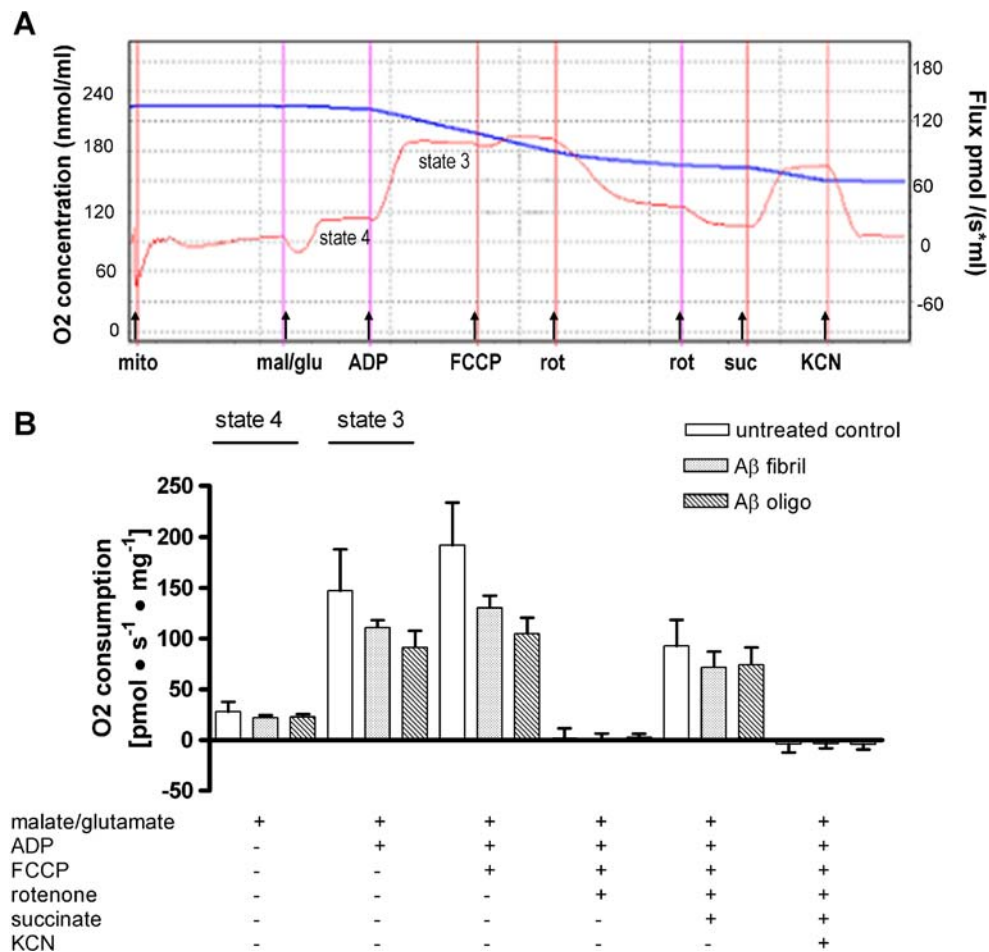 A
O2 concentration (nmol/ml)
240
180
120
60
0
180
120
60
0
-60
Flux pmol /(s*ml)
state 3
state 4
mito mal/glu ADP FCCP rot rot suc KCN
B
state 4 state 3
untreated control
Aβ fibril
Aβ oligo
O2 consumption
[pmol ● s-1 ● mg-1]
250
200
150
100
50
0
-50
malate/glutamate + + + + + +
ADP - + + + + +
FCCP - - + + + +
rotenone - - - + + +
succinate - - - - + +
KCN - - - - - +